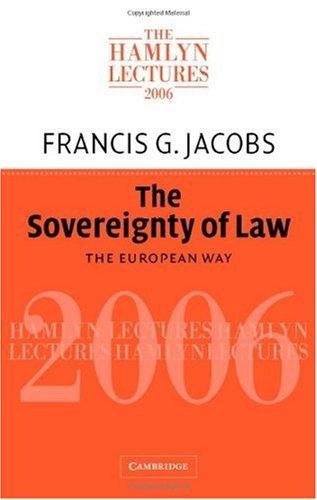 THE
HAMLYN
LECTURES
2006
FRANCIS G. JACOBS
The
Sovereignty of Law
THE EUROPEAN WAY
2006
HAMLYN LECTURES HAMLYN
LECTURES HAMLYN LECTURES
CAMBRIDGE